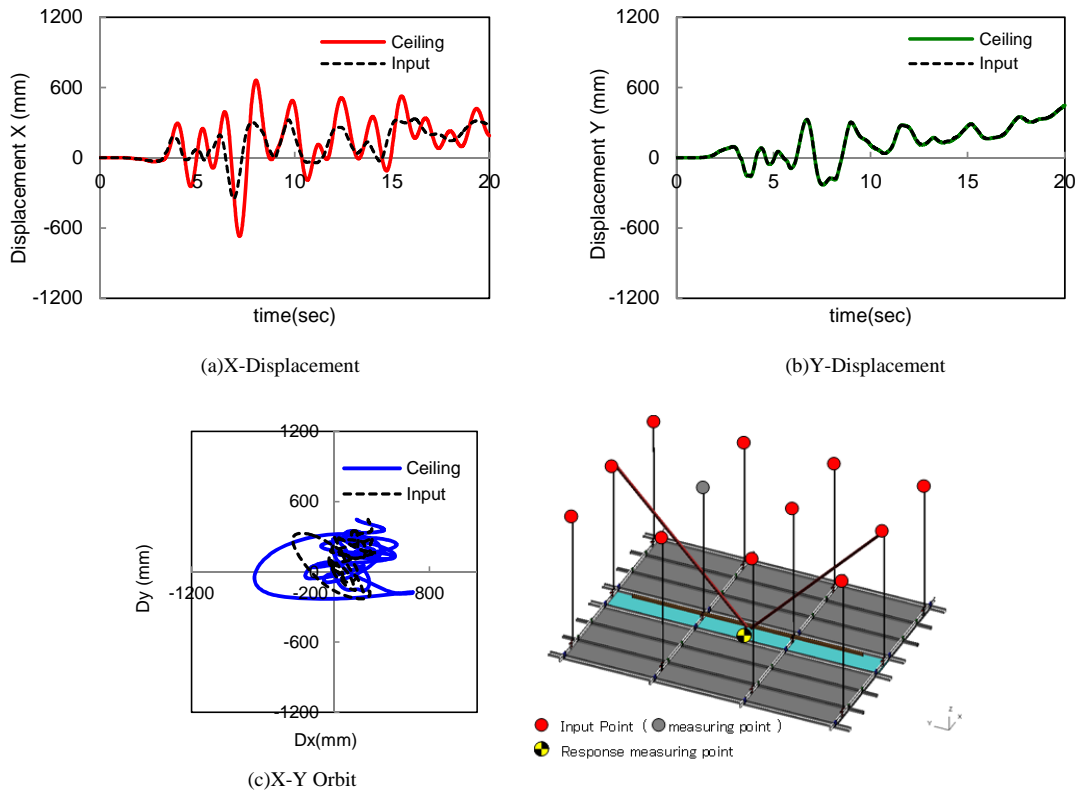 1200
600
0
-600
-1200
Displacement X (mm)
Ceiling
Input
0
5
10
15
20
time(sec)
(a)X-Displacement
1200
600
0
-600
-1200
Displacement Y (mm)
Ceiling
Input
0
5
10
15
20
time(sec)
(b)Y-Displacement
1200
600
-600
-1200
Dy (mm)
Ceiling
Input
-1200
-200
800
Dx(mm)
(c)X-Y Orbit
Z
Y
X
Input Point ( measuring point )
Response measuring point